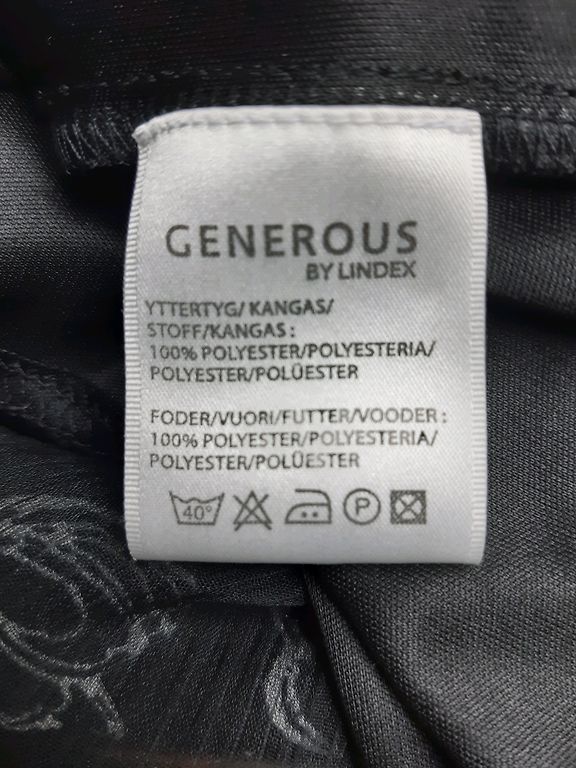 GENEROUS
BY LINDEX
YTTERTYG/ KANGAS/
STOFF/KANGAS :
100% POLYESTER/POLYESTERIA/
POLYESTER/POLÜESTER
FODER/VUORI/FUTTER/VOODER :
100% POLYESTER/POLYESTERIA/
POLYESTER/POLÜESTER
40° P